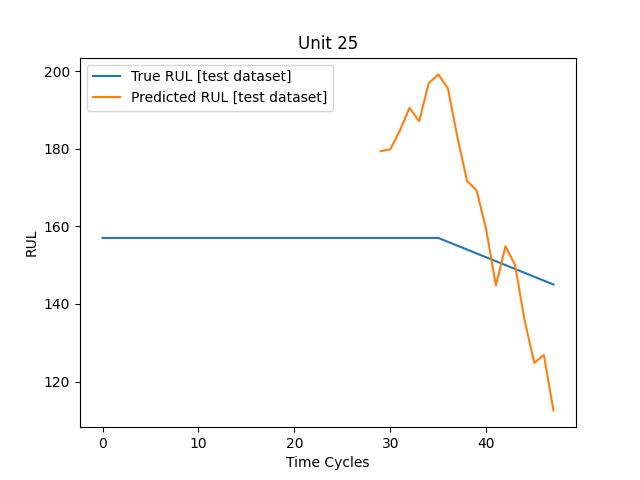 Unit 25
True RUL [test dataset]
Predicted RUL [test dataset]
RUL
200
180
160
140
120
0 10 20 30 40
Time Cycles